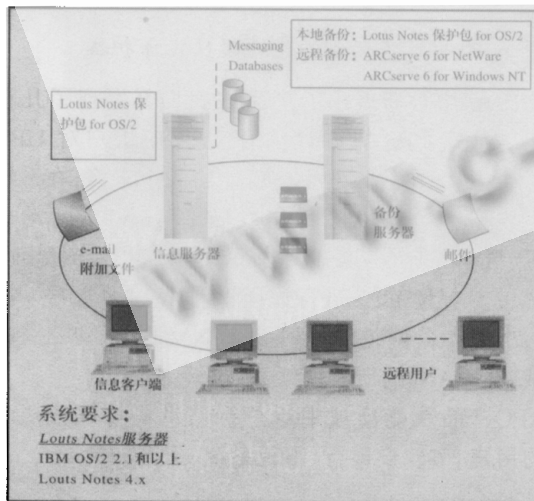 本地备份：Lotus Notes 保护包 for OS/2
远程备份：ARCserve 6 for NetWare
ARCserve 6 for Windows NT
Messaging
Databases
Lotus Notes 保
护包 for OS/2
备份
服务器
e-mail
附加文件
信息服务器
邮件
信息客户端
远程用户
系统要求：
Louts Notes服务器
IBM OS/2 2.1和以上
Louts Notes 4.x